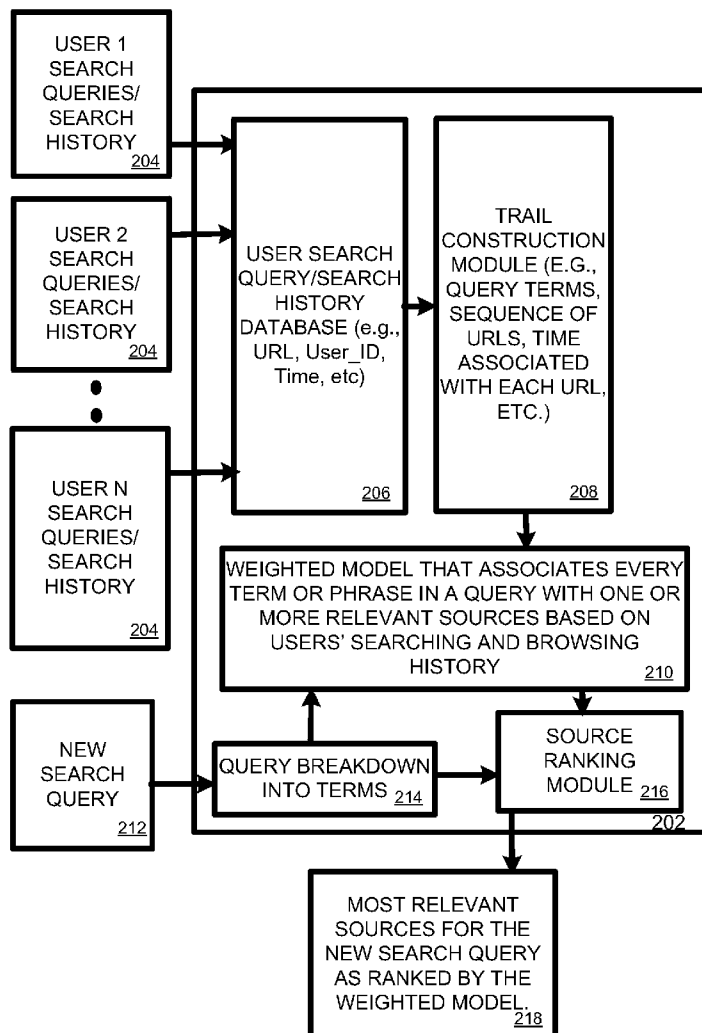 USER 1
SEARCH
QUERIES/
SEARCH
HISTORY
204
USER 2
SEARCH
QUERIES/
SEARCH
HISTORY
204
USER N
SEARCH
QUERIES/
SEARCH
HISTORY
204
USER SEARCH
QUERY/SEARCH
HISTORY
DATABASE (e.g.,
URL, User_ID,
Time, etc)
206
TRAIL
CONSTRUCTION
MODULE (E.G.,
QUERY TERMS,
SEQUENCE OF
URLS, TIME
ASSOCIATED
WITH EACH URL,
ETC.)
208
WEIGHTED MODEL THAT ASSOCIATES EVERY
TERM OR PHRASE IN A QUERY WITH ONE OR
MORE RELEVANT SOURCES BASED ON
USERS' SEARCHING AND BROWSING
HISTORY
210
NEW
SEARCH
QUERY
212
QUERY BREAKDOWN
INTO TERMS
214
SOURCE
RANKING
MODULE
216
202
MOST RELEVANT
SOURCES FOR THE
NEW SEARCH QUERY
AS RANKED BY THE
WEIGHTED MODEL.
218